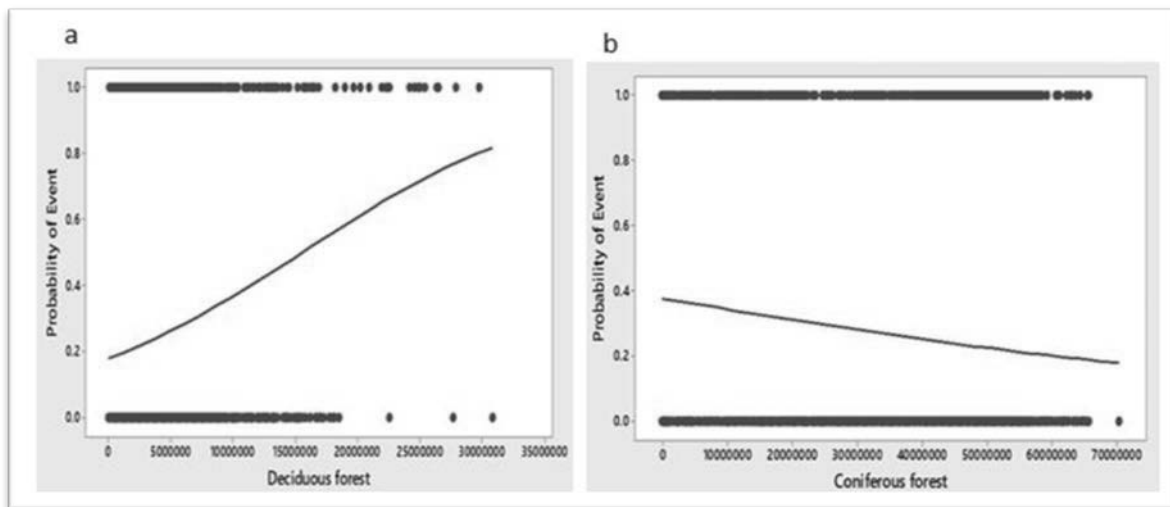 a
1.0
0.8
0.6
0.4
0.2
0.0
Probability of Event
0 5000000 10000000 15000000 20000000 25000000 30000000 35000000
Deciduous forest
b
1.0
0.8
0.6
0.4
0.2
0.0
Probability of Event
0 10000000 20000000 30000000 40000000 50000000 60000000 70000000
Coniferous forest